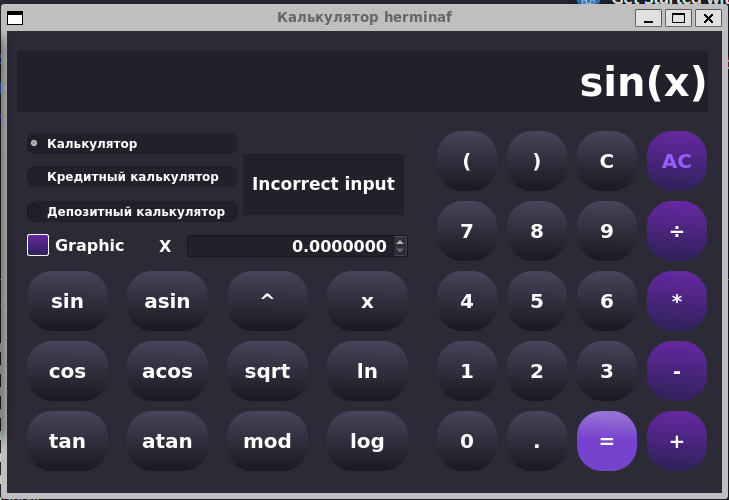 Калькулятор herminaf
sin(x)
Калькулятор
Кредитный калькулятор
Депозитный калькулятор
Incorrect input
Graphic X 0.0000000
( ) C AC
7 8 9 ÷
sin asin ^ x 4 5 6 *
cos acos sqrt ln 1 2 3 -
tan atan mod log 0 . = +